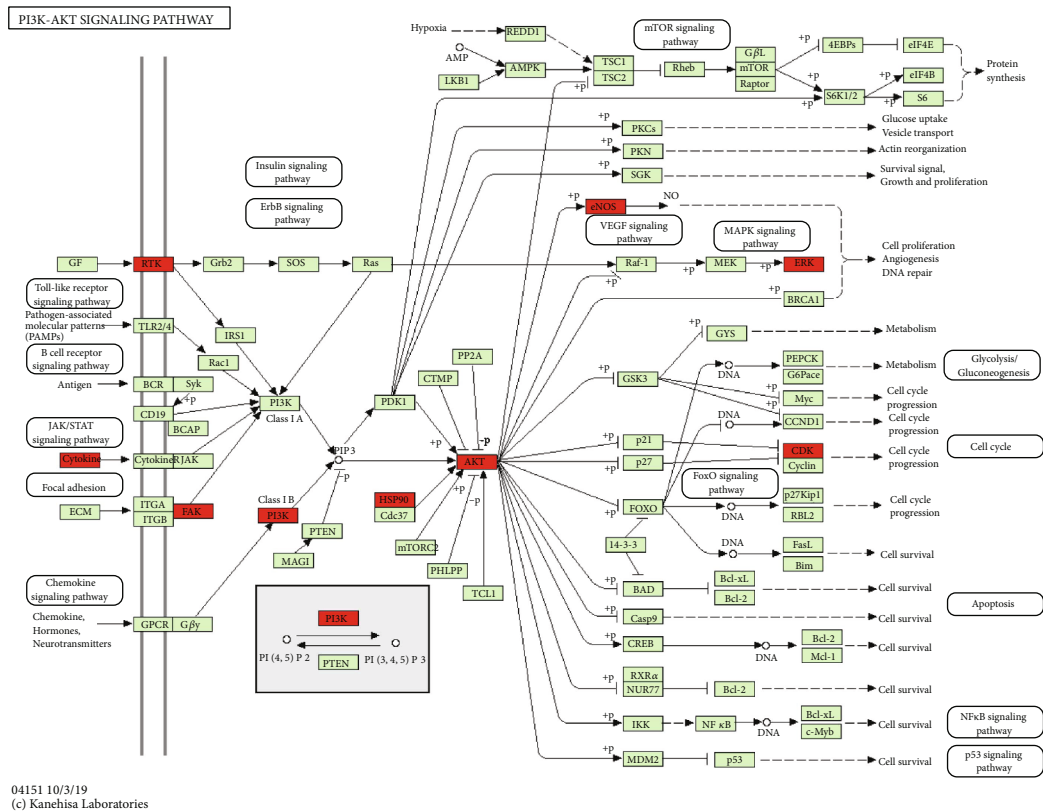 PI3K-AKT SIGNALING PATHWAY
Hypoxia
REDD1
mTOR signaling
pathway
AMP
LKB1
AMPK
+p
TSC1
TSC2
+p
Rheb
GβL
mTOR
Raptor
+p
4EBPs
eIF4E
+p
+p
eIF4B
S6K1/2
+p
+p
S6
Protein
synthesis
+p
PKCs
Glucose uptake
Vesicle transport
+p
PKN
Actin reorganization
+p
SGK
Survival signal,
Growth and proliferation
Insulin signaling
pathway
ErbB signaling
pathway
+p
eNOS
NO
VEGF signaling
pathway
MAPK signaling
pathway
GF
RTK
Grb2
SOS
Ras
Raf-1
+p
+p
MEK
+p
ERK
Cell proliferation
Angiogenesis
DNA repair
BRCA1
Toll-like receptor
signaling pathway
Pathogen-associated
molecular patterns
(PAMPs)
TLR2/4
IRS1
Rac1
B cell receptor
signaling pathway
Antigen
BCR
Syk
+p
CD19
BCAP
PI3K
Class I A
JAK/STAT
signaling pathway
Cytokine
CytokineR
JAK
Focal adhesion
ECM
ITGA
ITGB
FAK
Class I B
PI3K
PIP3
–p
PTEN
MAGI
PDK1
CTMP
PP2A
+p
–p
AKT
HSP90
Cdc37
+p
–p
mTORC2
PHLPP
TCL1
Chemokine
signaling pathway
Chemokine,
Hormones,
Neurotransmitters
GPCR
Gβγ
PI3K
PI (4, 5) P 2
PTEN
PI (3, 4, 5) P 3
GYS
Metabolism
+p
GSK3
DNA
PEPCK
G6Pace
Metabolism
Glycolysis/
Gluconeogenesis
+p
Myc
Cell cycle
progression
DNA
+p
CCND1
Cell cycle
progression
+p
p21
+p
p27
CDK
Cyclin
Cell cycle
progression
Cell cycle
FoxO signaling
pathway
+p
FOXO
DNA
p27Kip1
RBL2
Cell cycle
progression
14-3-3
DNA
FasL
Bim
Cell survival
+p
BAD
Bcl-xL
Bcl-2
Cell survival
Apoptosis
+p
Casp9
Cell survival
+p
CREB
DNA
Bcl-2
Mcl-1
Cell survival
+p
RXRα
NUR77
Bcl-2
Cell survival
+p
IKK
NF κB
DNA
Bcl-xL
c-Myb
Cell survival
NFκB signaling
pathway
+p
MDM2
p53
Cell survival
p53 signaling
pathway
04151 10/3/19
(c) Kanehisa Laboratories